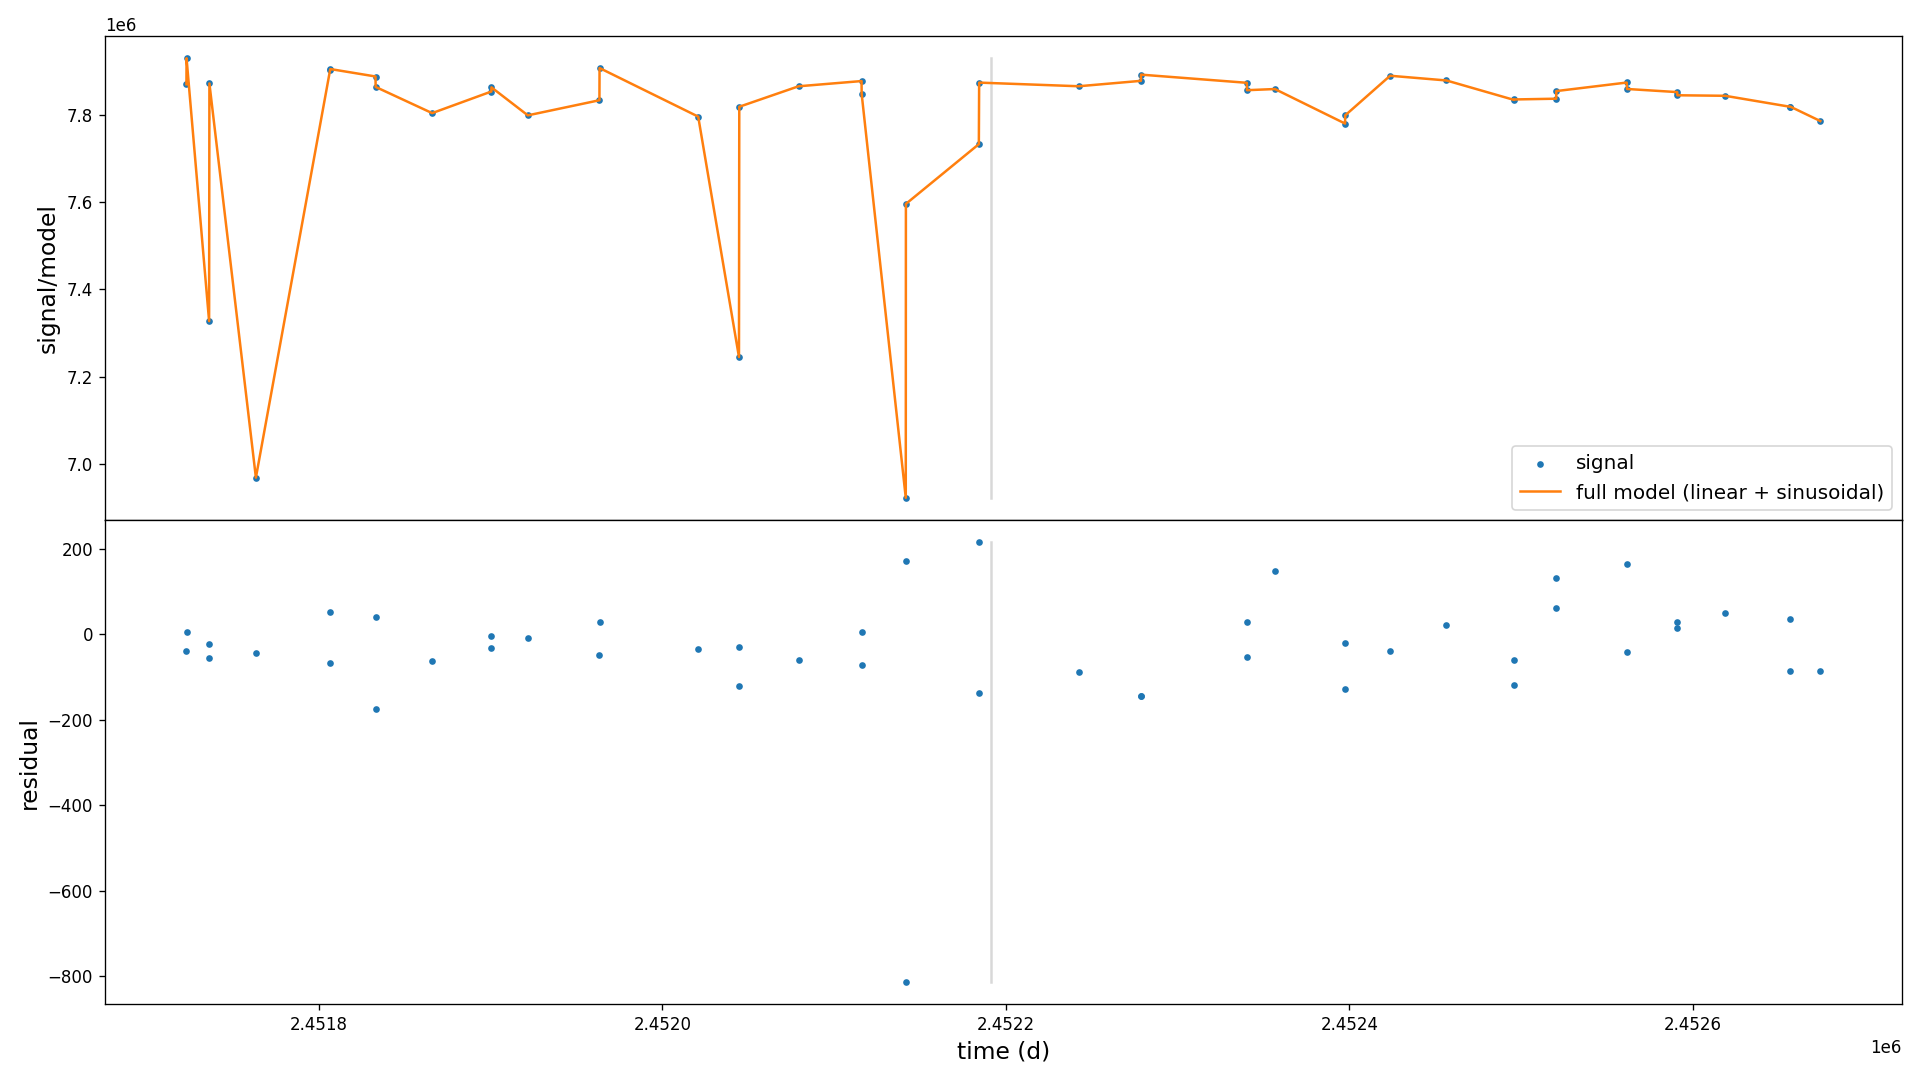 1e6
signal/model
7.8
7.6
7.4
7.2
7.0
signal
full model (linear + sinusoidal)
residual
200
0
−200
−400
−600
−800
2.4518
2.4520
2.4522
2.4524
2.4526
time (d)
1e6